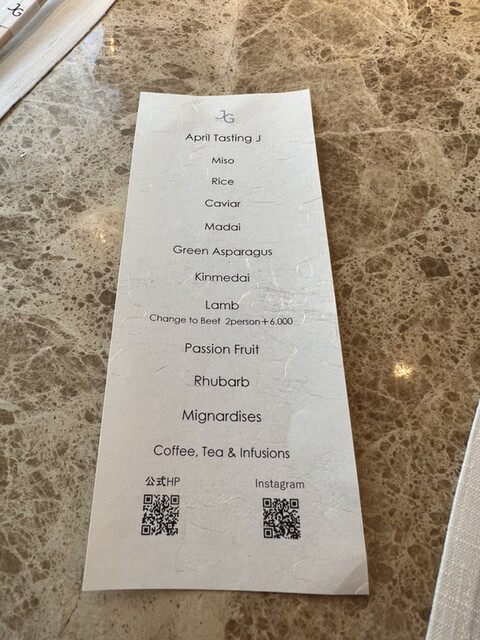 JG
April Tasting J
Miso
Rice
Caviar
Madai
Green Asparagus
Kinmedai
Lamb
Change to Beef 2person+6.000
Passion Fruit
Rhubarb
Mignardises
Coffee, Tea & Infusions
公式HP
Instagram
JG